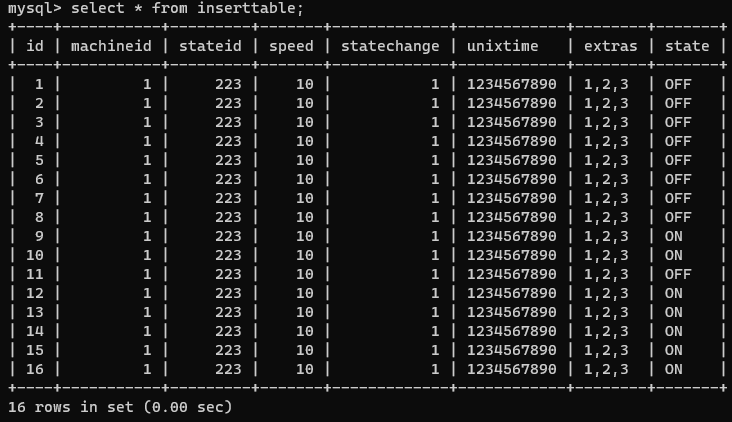 mysql> select * from inserttable;
+----+-----------+---------+-------+-------------+------------+--------+-------+
| id | machineid | stateid | speed | statechange | unixtime   | extras | state |
+----+-----------+---------+-------+-------------+------------+--------+-------+
|  1 |         1 |     223 |    10 |           1 | 1234567890 | 1,2,3  | OFF   |
|  2 |         1 |     223 |    10 |           1 | 1234567890 | 1,2,3  | OFF   |
|  3 |         1 |     223 |    10 |           1 | 1234567890 | 1,2,3  | OFF   |
|  4 |         1 |     223 |    10 |           1 | 1234567890 | 1,2,3  | OFF   |
|  5 |         1 |     223 |    10 |           1 | 1234567890 | 1,2,3  | OFF   |
|  6 |         1 |     223 |    10 |           1 | 1234567890 | 1,2,3  | OFF   |
|  7 |         1 |     223 |    10 |           1 | 1234567890 | 1,2,3  | OFF   |
|  8 |         1 |     223 |    10 |           1 | 1234567890 | 1,2,3  | OFF   |
|  9 |         1 |     223 |    10 |           1 | 1234567890 | 1,2,3  | ON    |
| 10 |         1 |     223 |    10 |           1 | 1234567890 | 1,2,3  | ON    |
| 11 |         1 |     223 |    10 |           1 | 1234567890 | 1,2,3  | OFF   |
| 12 |         1 |     223 |    10 |           1 | 1234567890 | 1,2,3  | ON    |
| 13 |         1 |     223 |    10 |           1 | 1234567890 | 1,2,3  | ON    |
| 14 |         1 |     223 |    10 |           1 | 1234567890 | 1,2,3  | ON    |
| 15 |         1 |     223 |    10 |           1 | 1234567890 | 1,2,3  | ON    |
| 16 |         1 |     223 |    10 |           1 | 1234567890 | 1,2,3  | ON    |
+----+-----------+---------+-------+-------------+------------+--------+-------+
16 rows in set (0.00 sec)